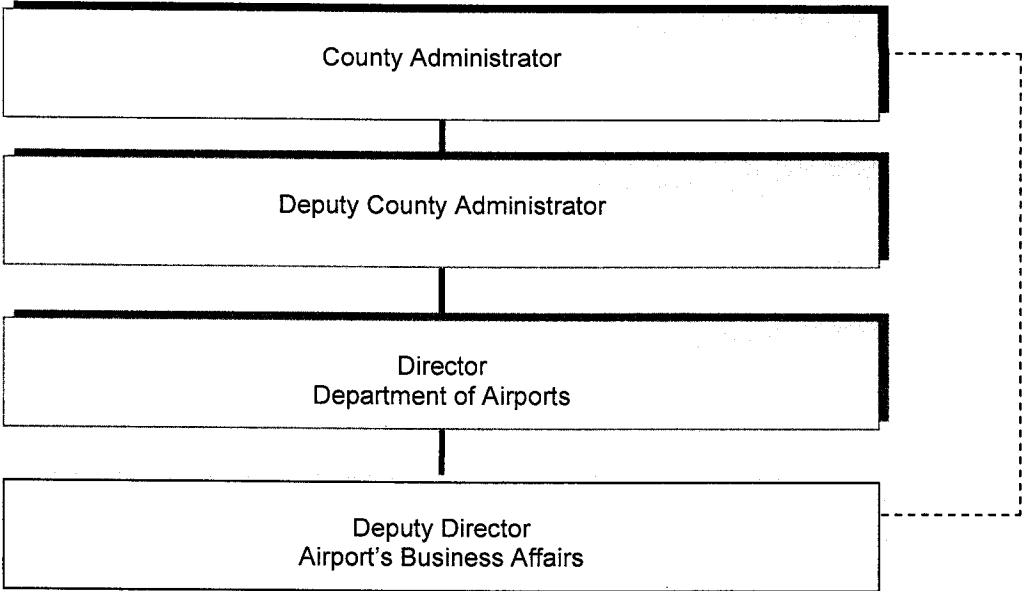 County Administrator
Deputy County Administrator
Director
Department of Airports
Deputy Director
Airport's Business Affairs